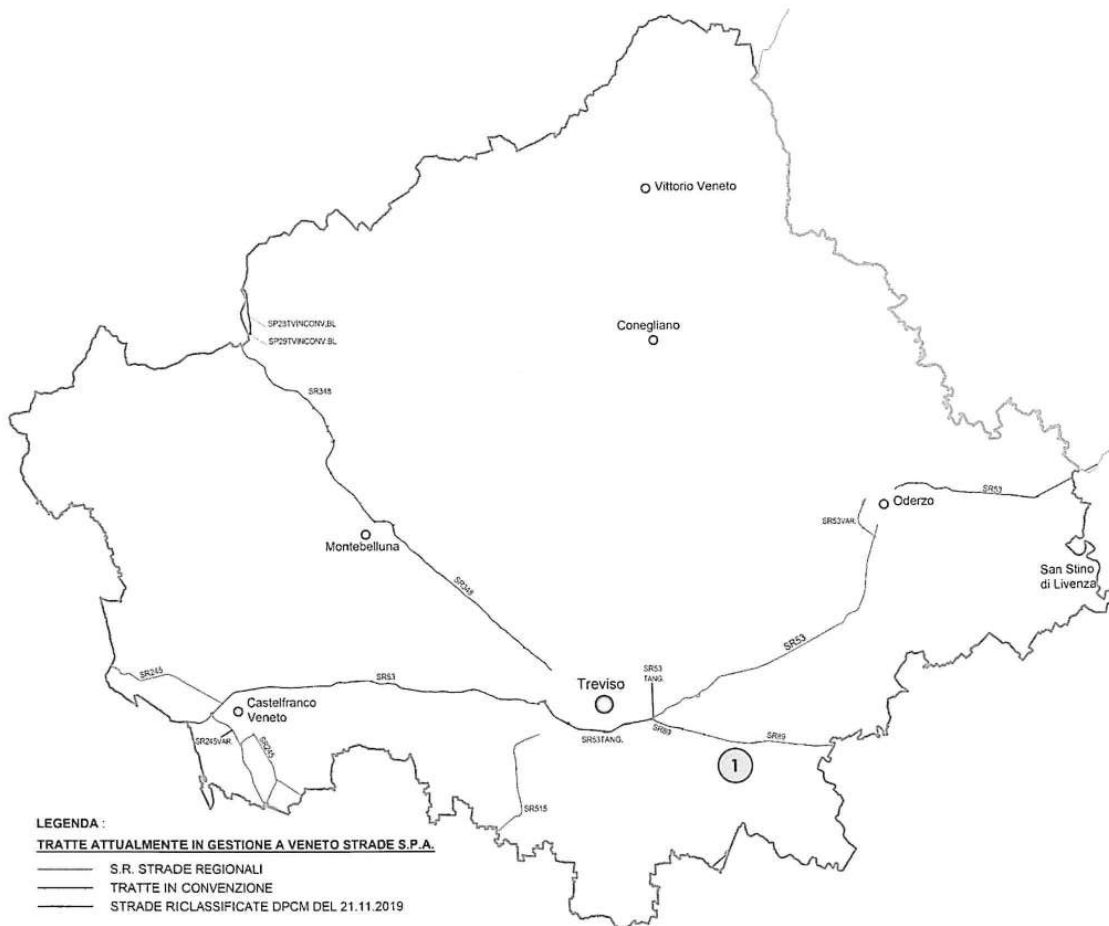 Vittorio Veneto
Conegliano
SP28TVINCONV.BL
SP29TVINCONV.BL
SR348
SR53
Oderzo
SR53VAR.
Montebelluna
San Stino
di Livenza
SR348
SR53
SR53
TANG.
SR245
SR53
Treviso
Castelfranco
Veneto
SR245VAR.
SR245
SR53TANG.
SR89
SR89
1
SR515
LEGENDA :
TRATTE ATTUALMENTE IN GESTIONE A VENETO STRADE S.P.A.
S.R. STRADE REGIONALI
TRATTE IN CONVENZIONE
STRADE RICLASSIFICATE DPCM DEL 21.11.2019